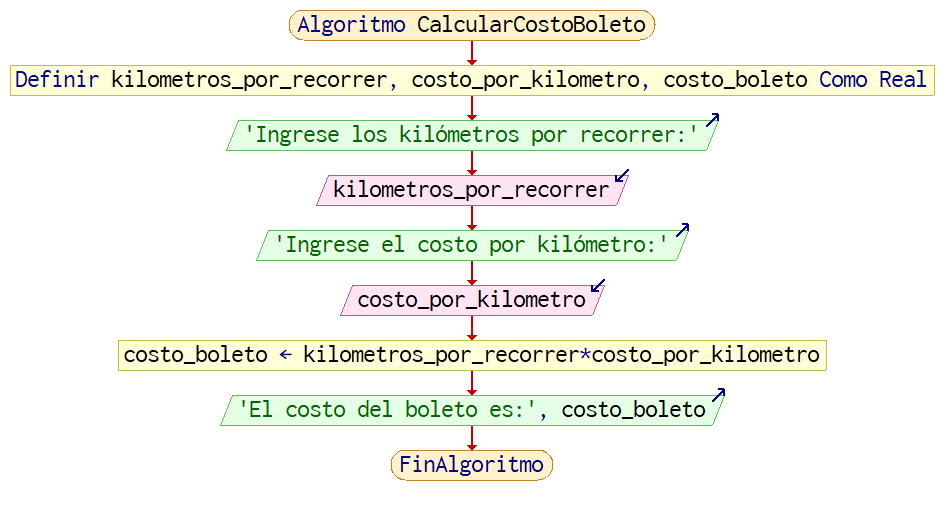 Algoritmo CalcularCostoBoleto
Definir kilometros_por_recorrer, costo_por_kilometro, costo_boleto Como Real
'Ingrese los kilómetros por recorrer:'
kilometros_por_recorrer
'Ingrese el costo por kilómetro:'
costo_por_kilometro
costo_boleto ← kilometros_por_recorrer*costo_por_kilometro
'El costo del boleto es:', costo_boleto
FinAlgoritmo